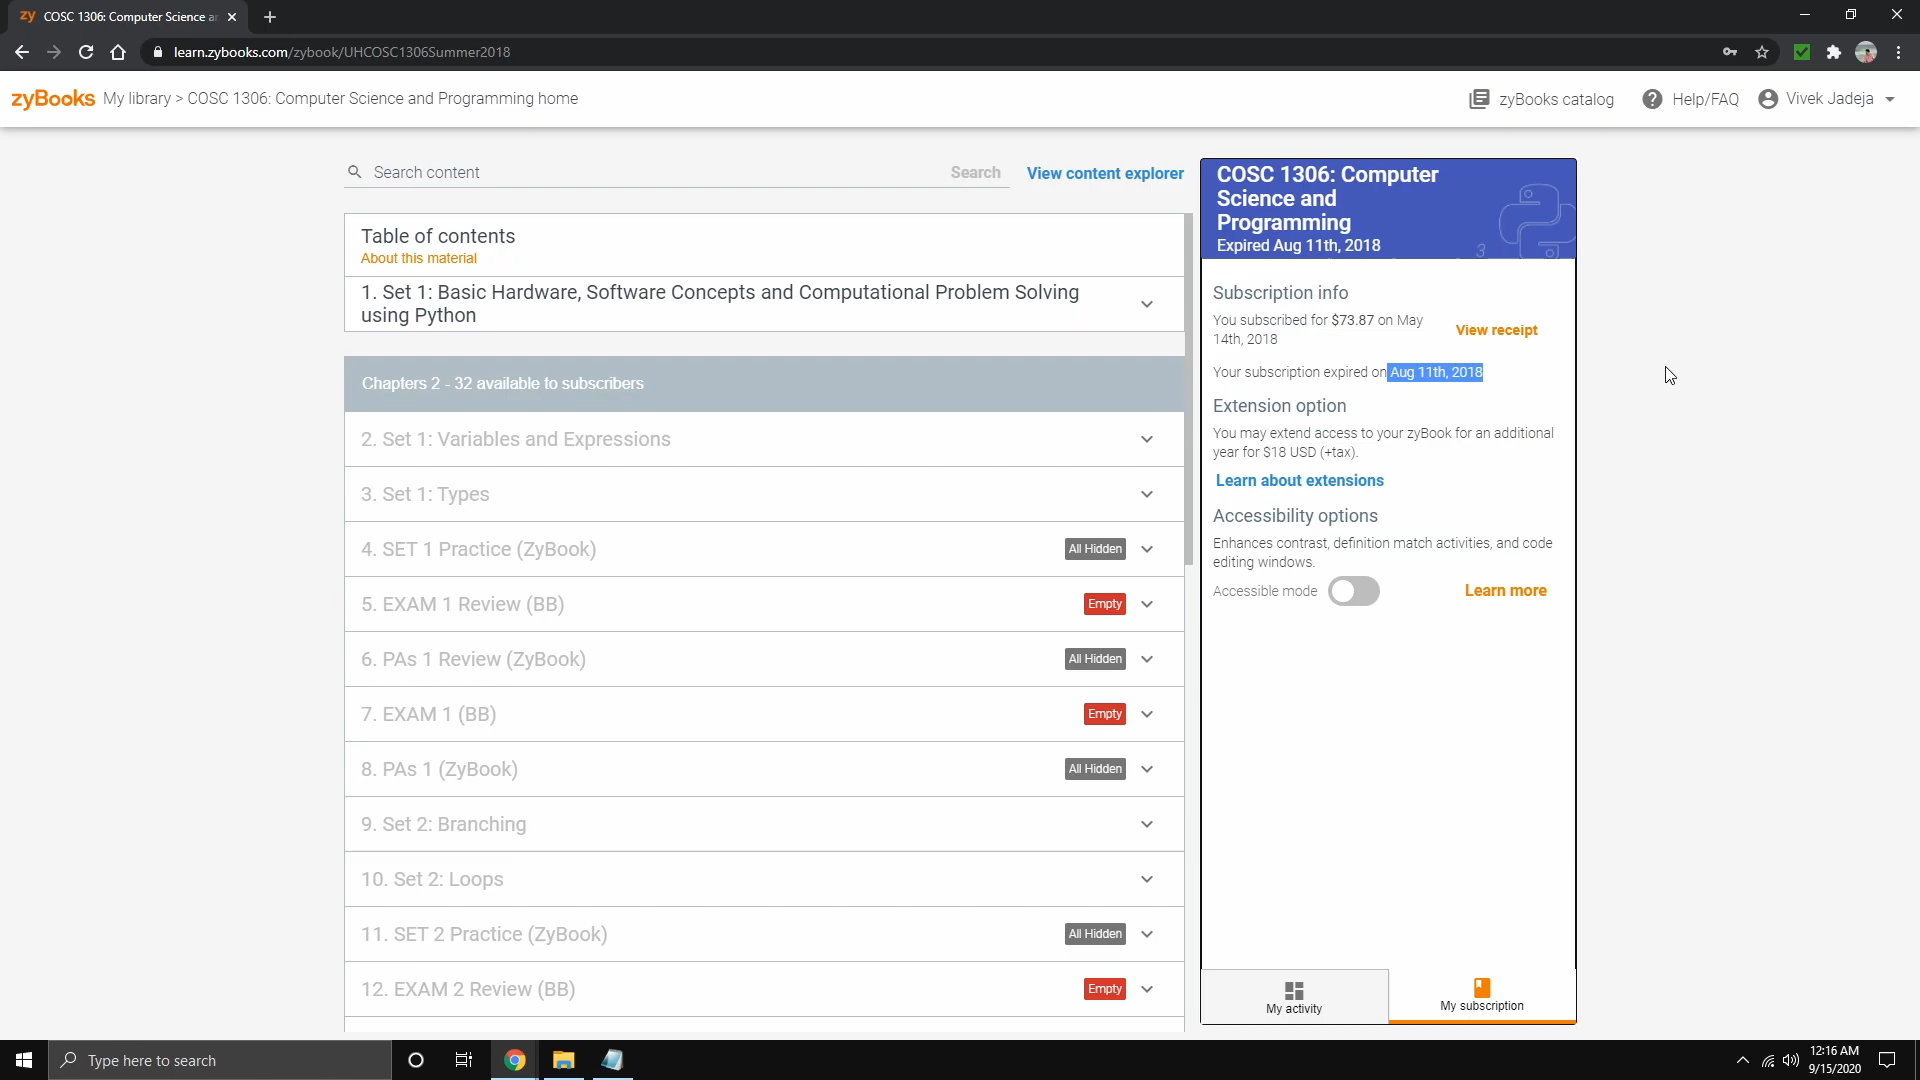 zy COSC 1306: Computer Science a
learn.zybooks.com/zybook/UHCOSC1306Summer2018
zyBooks My library > COSC 1306: Computer Science and Programming home
zyBooks catalog
Help/FAQ
Vivek Jadeja
Search content
Search
View content explorer
Table of contents
About this material
1. Set 1: Basic Hardware, Software Concepts and Computational Problem Solving
using Python
Chapters 2 - 32 available to subscribers
2. Set 1: Variables and Expressions
3. Set 1: Types
4. SET 1 Practice (ZyBook) All Hidden
5. EXAM 1 Review (BB) Empty
6. PAs 1 Review (ZyBook) All Hidden
7. EXAM 1 (BB) Empty
8. PAs 1 (ZyBook) All Hidden
9. Set 2: Branching
10. Set 2: Loops
11. SET 2 Practice (ZyBook) All Hidden
12. EXAM 2 Review (BB) Empty
COSC 1306: Computer
Science and
Programming
Expired Aug 11th, 2018
3
Subscription info
You subscribed for $73.87 on May
14th, 2018
View receipt
Your subscription expired on Aug 11th, 2018
Extension option
You may extend access to your zyBook for an additional
year for $18 USD (+tax).
Learn about extensions
Accessibility options
Enhances contrast, definition match activities, and code
editing windows.
Accessible mode
Learn more
My activity
My subscription
Type here to search
12:16 AM
9/15/2020